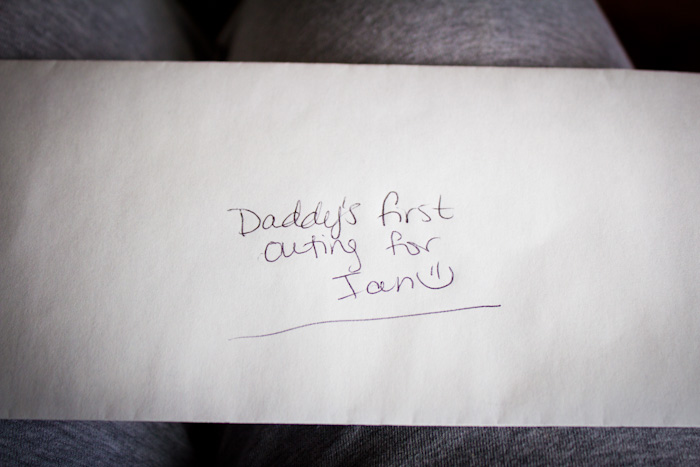 Daddy's first
outing for
Ian